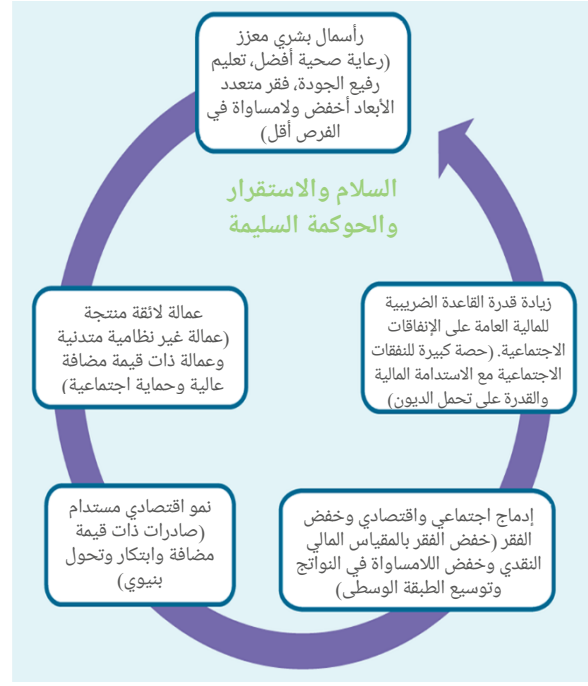 رأسمال بشري معزز
(رعاية صحية أفضل، تعليم
رفيع الجودة، فقر متعدد
الأبعاد أخفض ولامساواة في
الفرص أقل)
السلام والاستقرار
والحوكمة السليمة
عمالة لائقة منتجة
(عمالة غير نظامية متدنية
وعمالة ذات قيمة مضافة
عالية وحماية اجتماعية)
نمو اقتصادي مستدام
(صادرات ذات قيمة
مضافة وابتكار وتحول
بنيوي)
إدماج اجتماعي واقتصادي وخفض
الفقر (خفض الفقر بالمقياس المالي
النقدي وخفض اللامساواة في النواتج
وتوسيع الطبقة الوسطى)
زيادة قدرة القاعدة الضريبية
للمالية العامة على الإنفاقات
الاجتماعية. (حصة كبيرة للنفقات
الاجتماعية مع الاستدامة المالية
والقدرة على تحمل الديون)